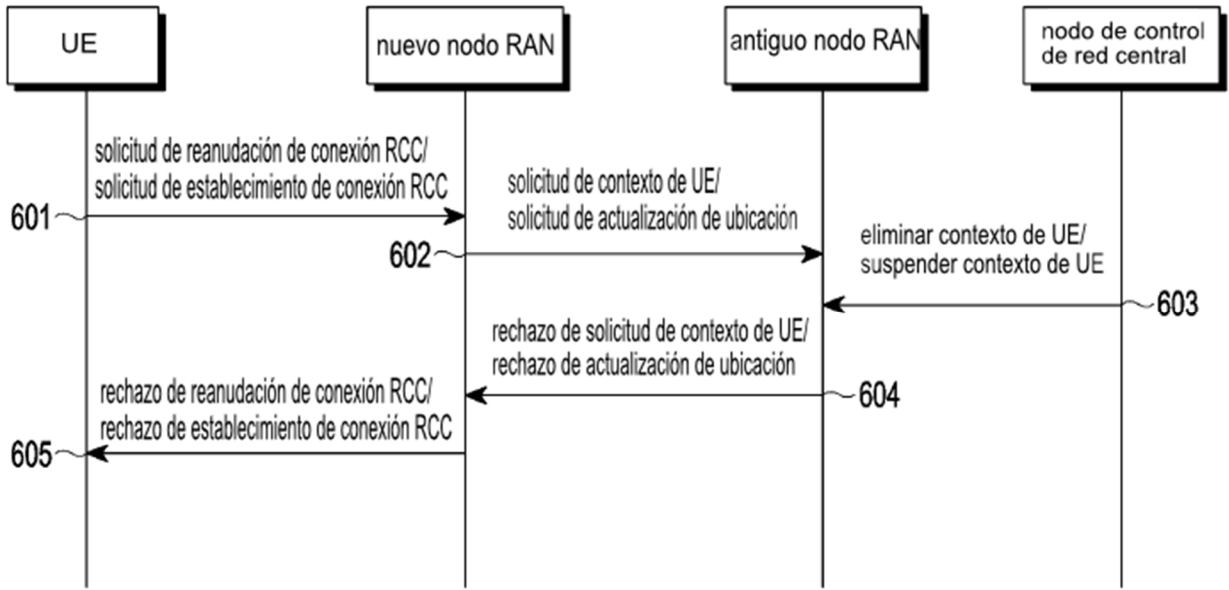 UE
nuevo nodo RAN
antiguo nodo RAN
nodo de control
de red central
solicitud de reanudación de conexión RCC/
solicitud de establecimiento de conexión RCC
601
solicitud de contexto de UE/
solicitud de actualización de ubicación
602
eliminar contexto de UE/
suspender contexto de UE
603
rechazo de solicitud de contexto de UE/
rechazo de actualización de ubicación
604
rechazo de reanudación de conexión RCC/
rechazo de establecimiento de conexión RCC
605